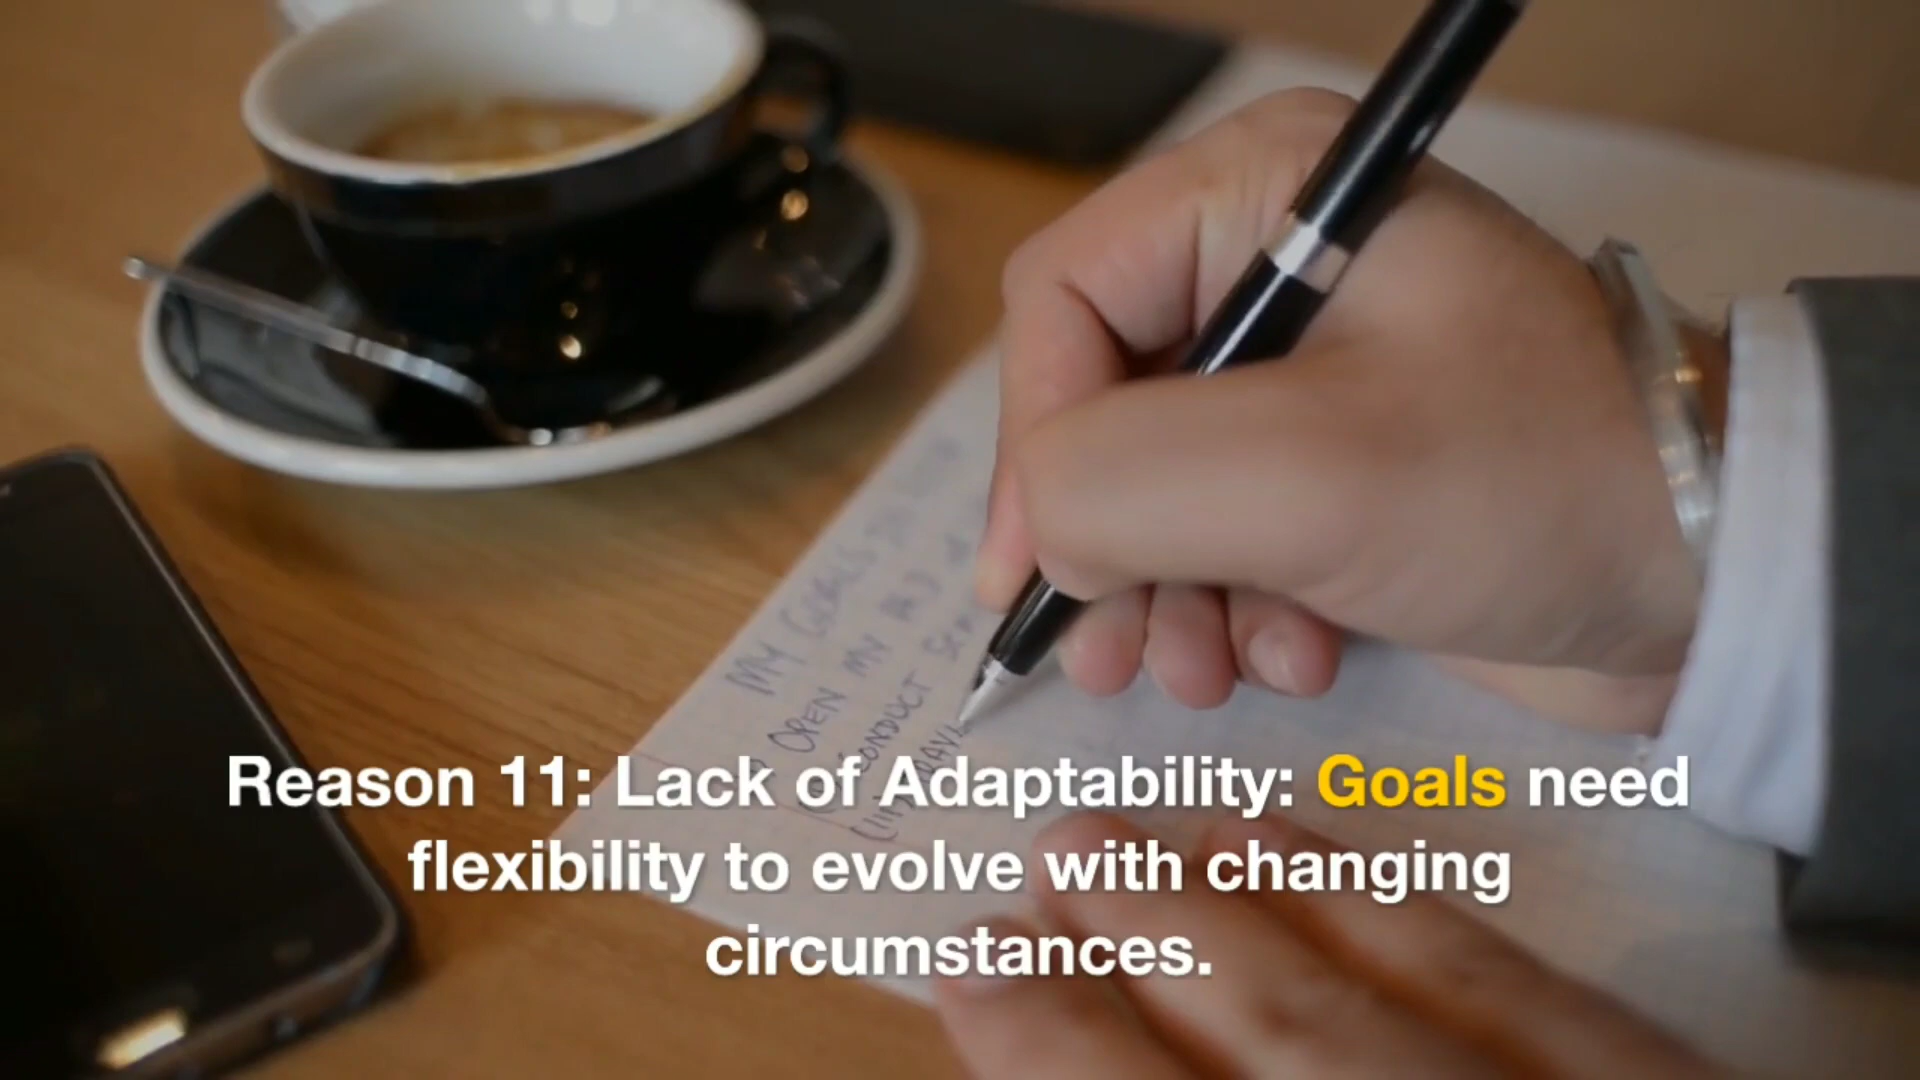 MY GOALS
OPEN MY
CONDUCT
Reason 11: Lack of Adaptability: Goals need
flexibility to evolve with changing
circumstances.